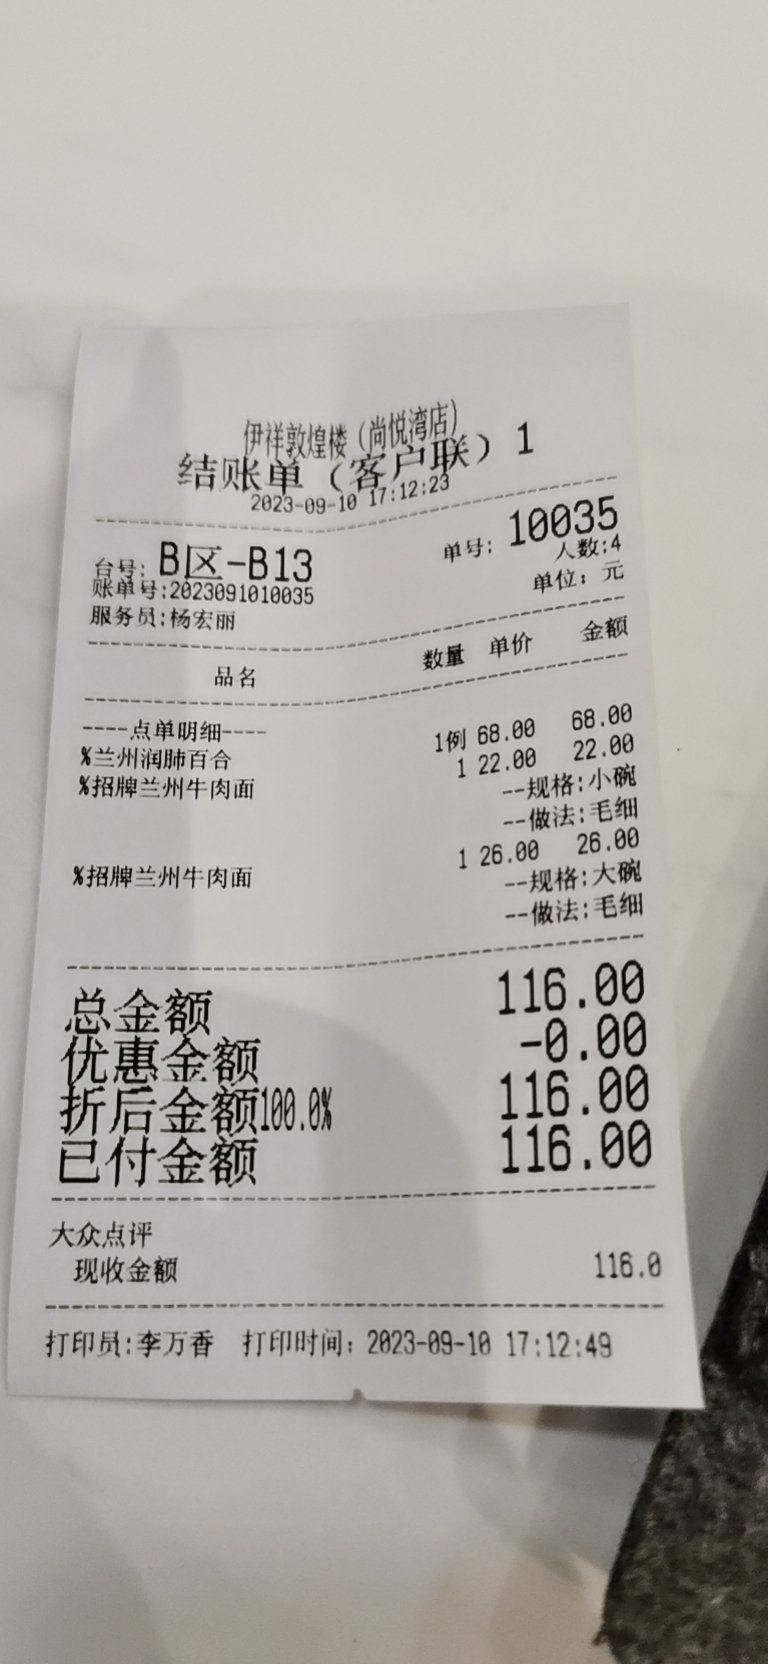 伊祥敦煌楼（尚悦湾店）
结账单（客户联）1
2023-09-10 17:12:23
台号: B区-B13 单号: 10035
账单号:2023091010035 人数:4
服务员:杨宏丽 单位：元
品名 数量 单价 金额
----点单明细----
%兰州润肺百合 1例 68.00 68.00
%招牌兰州牛肉面 1 22.00 22.00
--规格:小碗
--做法:毛细
%招牌兰州牛肉面 1 26.00 26.00
--规格:大碗
--做法:毛细
总金额 116.00
优惠金额 -0.00
折后金额100.0% 116.00
已付金额 116.00
大众点评
现收金额 116.0
打印员:李万香 打印时间：2023-09-10 17:12:49